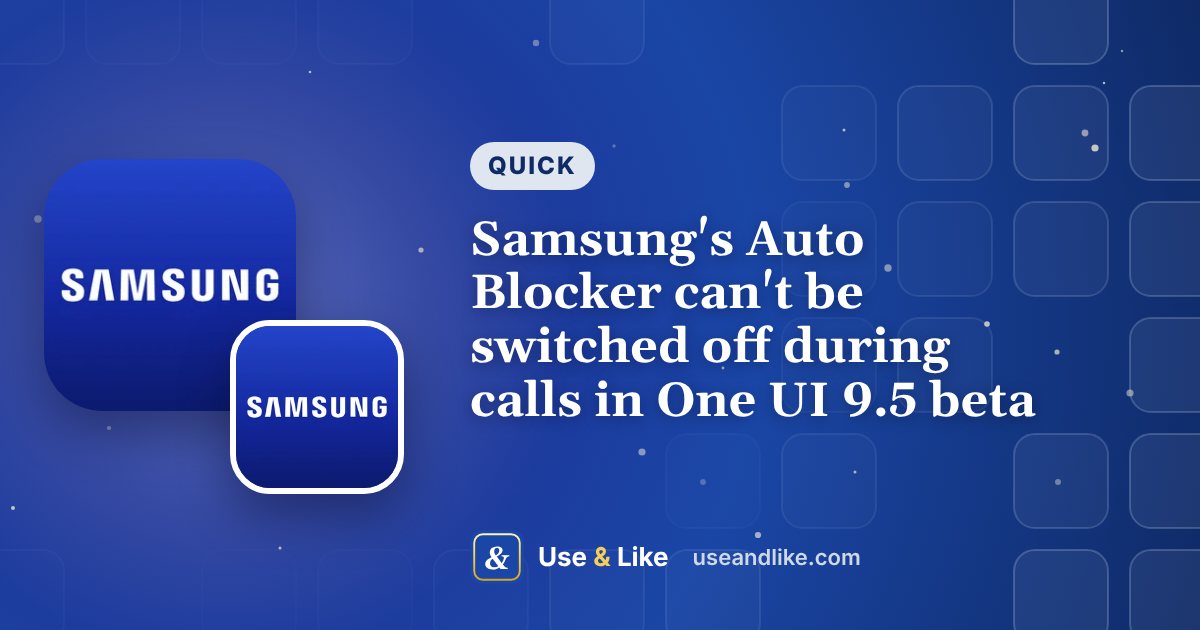 SAMSUNG
SAMSUNG
QUICK
Samsung's Auto
Blocker can't be
switched off during
calls in One UI 9.5 beta
& Use & Like useandlike.com